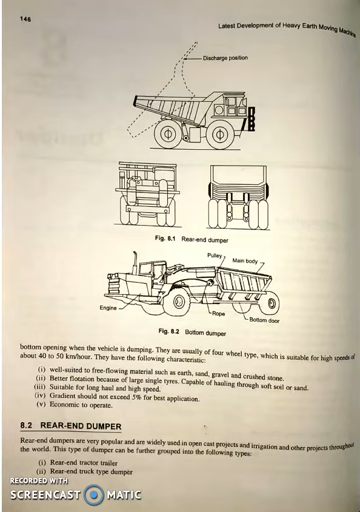 146
Latest Development of Heavy Earth Moving Machine
Discharge position
Fig. 8.1 Rear-end dumper
Pulley
Main body
Engine
Rope
Bottom door
Fig. 8.2 Bottom dumper
bottom opening when the vehicle is dumping. They are usually of four wheel type, which is suitable for high speeds of
about 40 to 50 km/hour. They have the following characteristic:
(i) well-suited to free-flowing material such as earth, sand, gravel and crushed stone.
(ii) Better flotation because of large single tyres. Capable of hauling through soft soil or sand.
(iii) Suitable for long haul and high speed.
(iv) Gradient should not exceed 5% for best application.
(v) Economic to operate.
8.2 REAR-END DUMPER
Rear-end dumpers are very popular and are widely used in open cast projects and irrigation and other projects throughout
the world. This type of dumper can be further grouped into the following types:
(i) Rear-end tractor trailer
(ii) Rear-end truck type dumper
RECORDED WITH
SCREENCAST MATIC